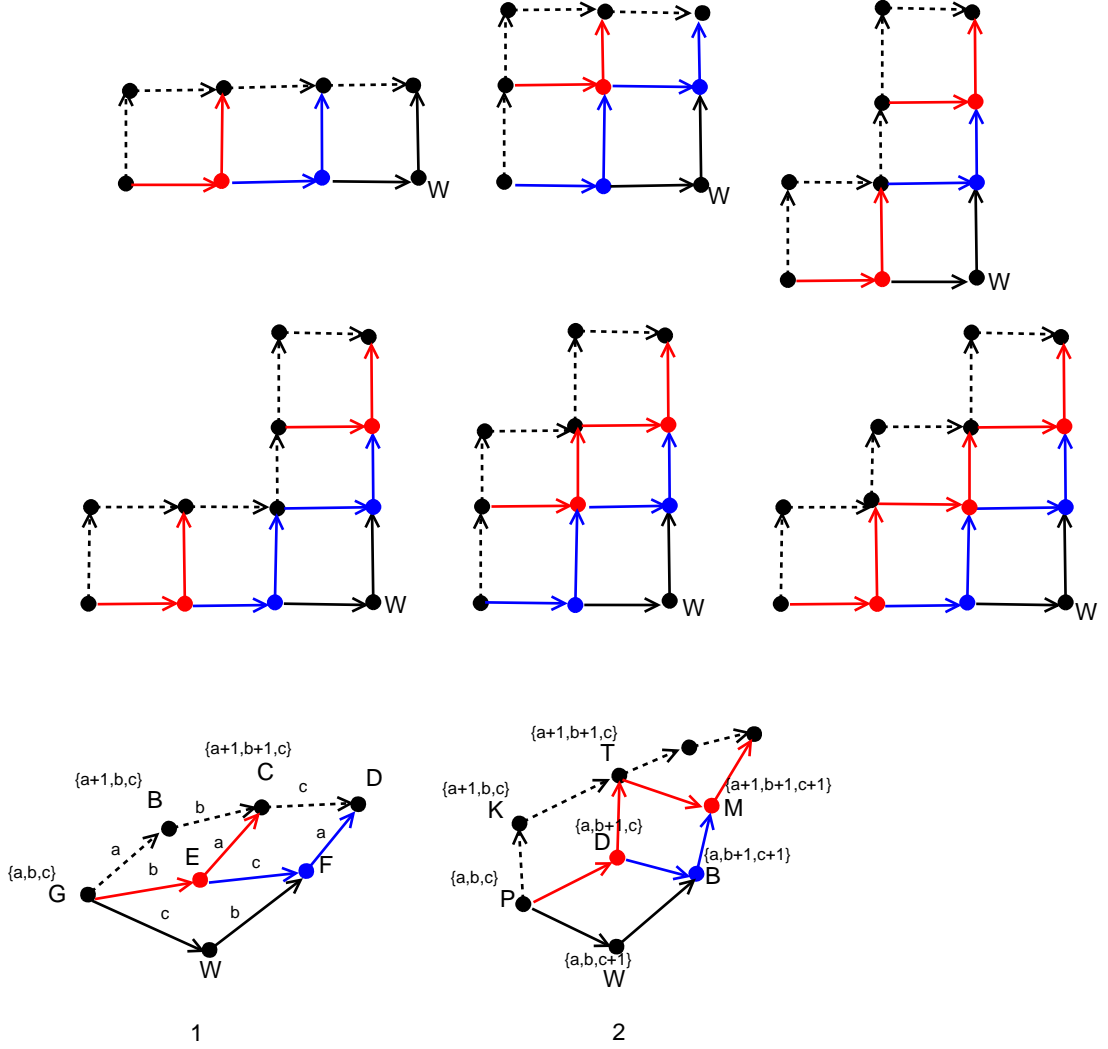 W
W
W
W
W
W
{a+1,b+1,c}
C
D
{a+1,b,c}
B
b
c
a
E
a
{a,b,c}
b
c
F
G
c
b
W
1
{a+1,b+1,c}
T
{a+1,b,c}
K
{a+1,b+1,c+1}
M
{a,b+1,c}
D
{a,b+1,c+1}
B
{a,b,c}
P
{a,b,c+1}
W
2